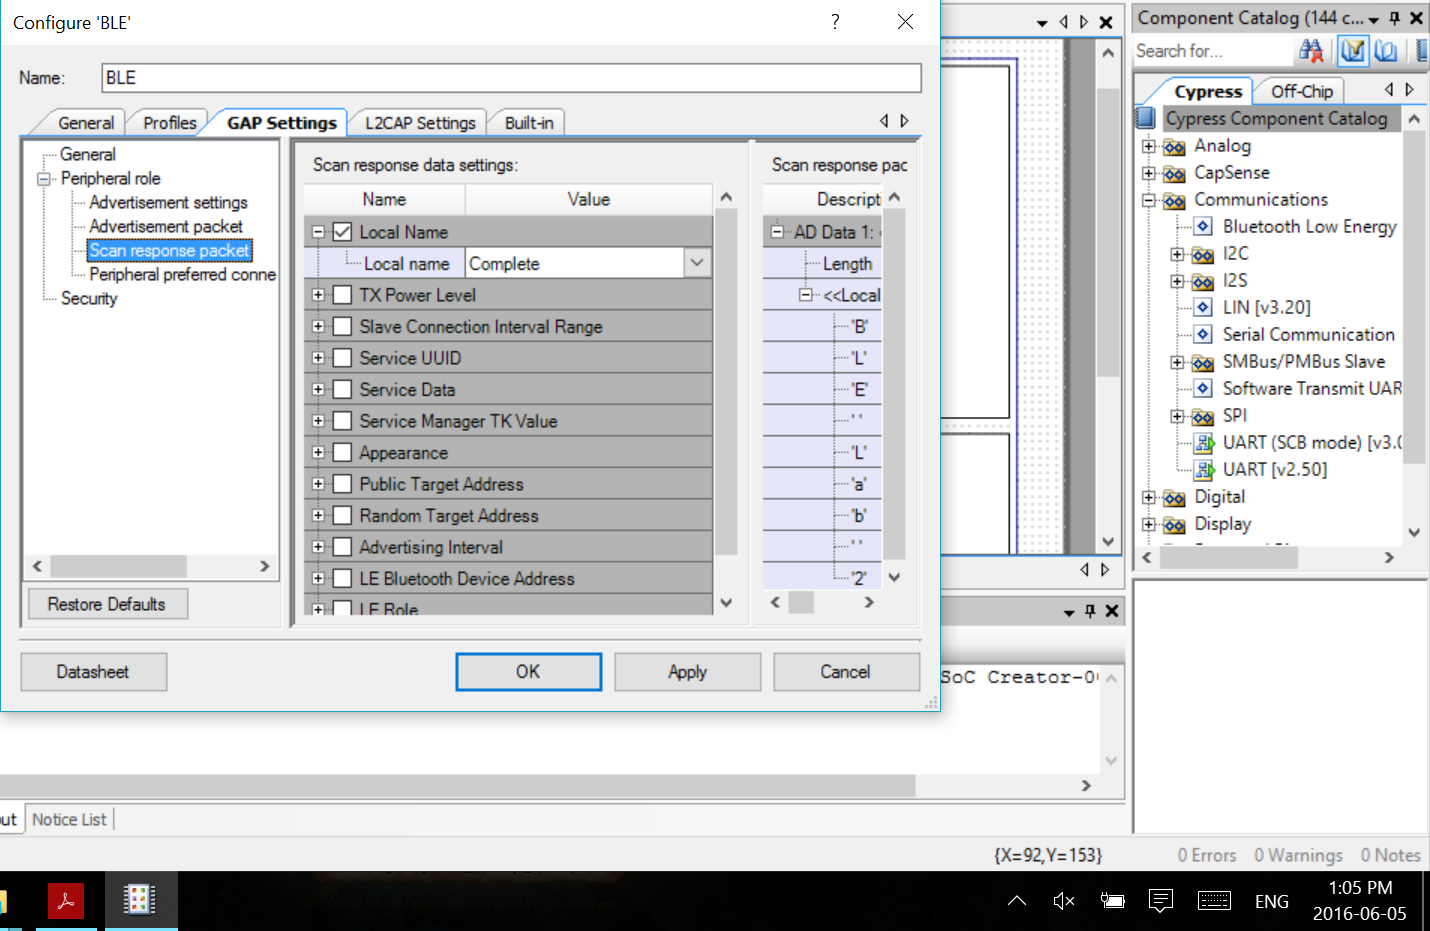 Configure 'BLE'
?
Name:
BLE
General
Profiles
GAP Settings
L2CAP Settings
Built-in
General
Peripheral role
Advertisement settings
Advertisement packet
Scan response packet
Peripheral preferred conne
Security
Restore Defaults
Scan response data settings:
Name
Value
Local Name
Local name
Complete
TX Power Level
Slave Connection Interval Range
Service UUID
Service Data
Service Manager TK Value
Appearance
Public Target Address
Random Target Address
Advertising Interval
LE Bluetooth Device Address
LE Role
Scan response pac
Descript
AD Data 1:
Length
<<Local
'B'
'L'
'E'
' '
'L'
'a'
'b'
' '
'2'
Datasheet
OK
Apply
Cancel
Component Catalog (144 c...
Search for...
Cypress
Off-Chip
Cypress Component Catalog
Analog
CapSense
Communications
Bluetooth Low Energy
I2C
I2S
LIN [v3.20]
Serial Communication
SMBus/PMBus Slave
Software Transmit UAR
SPI
UART (SCB mode) [v3.0
UART [v2.50]
Digital
Display
SoC Creator-0
ut
Notice List
{X=92,Y=153}
0 Errors
0 Warnings
0 Notes
ENG
1:05 PM
2016-06-05